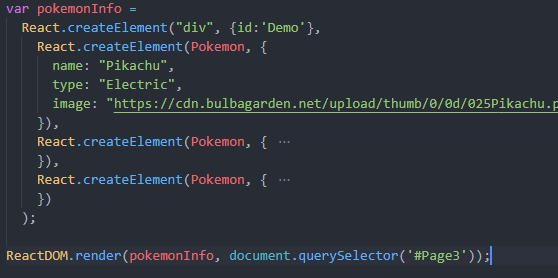 var pokemonInfo =
React.createElement("div", {id:'Demo'},
React.createElement(Pokemon, {
name: "Pikachu",
type: "Electric",
image: "https://cdn.bulbagarden.net/upload/thumb/0/0d/025Pikachu.p
}),
React.createElement(Pokemon, { ⋯
}),
React.createElement(Pokemon, { ⋯
})
);
ReactDOM.render(pokemonInfo, document.querySelector('#Page3'));